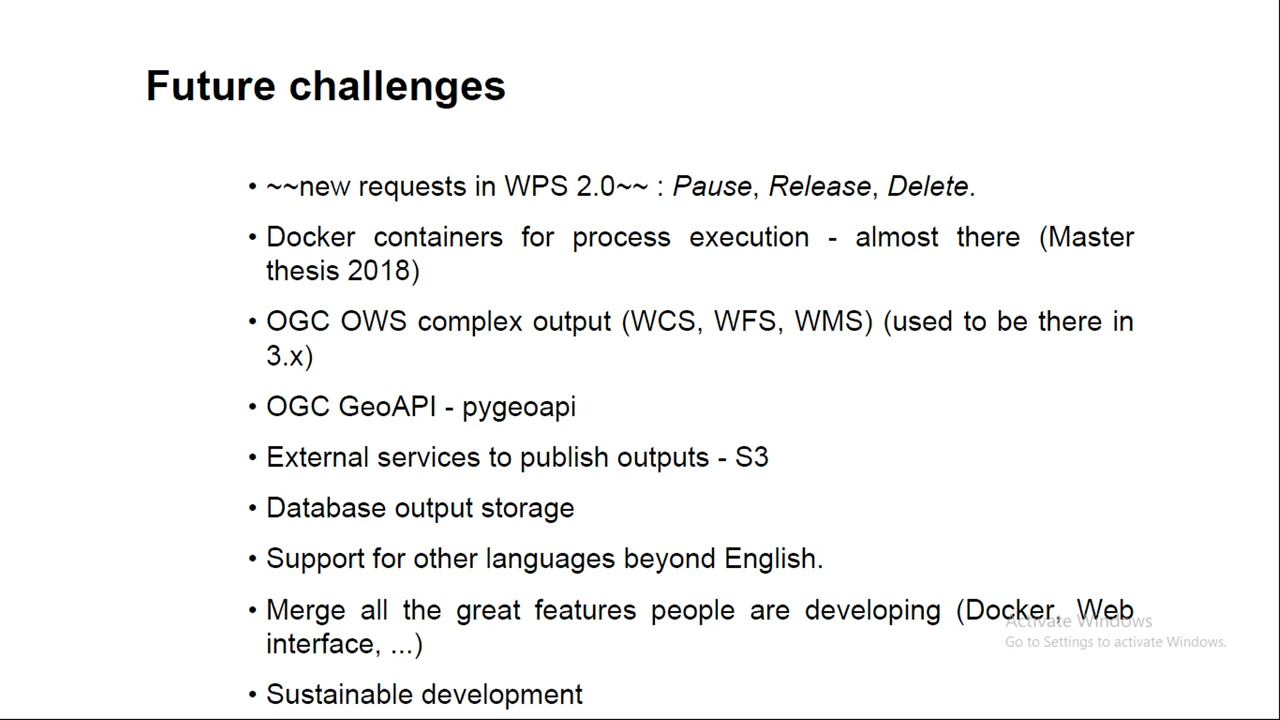 Future challenges
• ~~new requests in WPS 2.0~~ : Pause, Release, Delete.
• Docker containers for process execution - almost there (Master
thesis 2018)
• OGC OWS complex output (WCS, WFS, WMS) (used to be there in
3.x)
• OGC GeoAPI - pygeoapi
• External services to publish outputs - S3
• Database output storage
• Support for other languages beyond English.
• Merge all the great features people are developing (Docker, Web
interface, ...)
Activate Windows
Go to Settings to activate Windows.
• Sustainable development